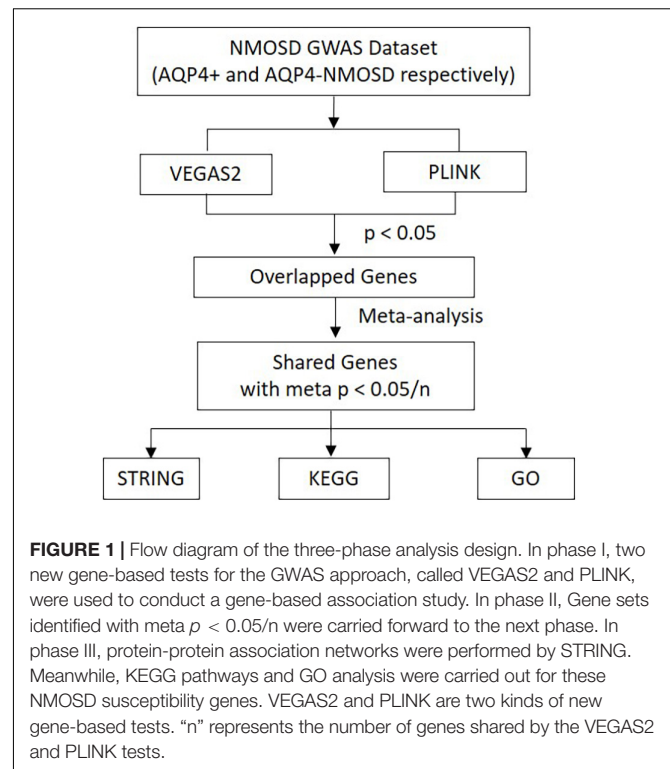 NMOSD GWAS Dataset
(AQP4+ and AQP4-NMOSD respectively)
VEGAS2
PLINK
p < 0.05
Overlapped Genes
Meta-analysis
Shared Genes
with meta p < 0.05/n
STRING
KEGG
GO
FIGURE 1 | Flow diagram of the three-phase analysis design. In phase I, two
new gene-based tests for the GWAS approach, called VEGAS2 and PLINK,
were used to conduct a gene-based association study. In phase II, Gene sets
identified with meta p < 0.05/n were carried forward to the next phase. In
phase III, protein-protein association networks were performed by STRING.
Meanwhile, KEGG pathways and GO analysis were carried out for these
NMOSD susceptibility genes. VEGAS2 and PLINK are two kinds of new
gene-based tests. “n” represents the number of genes shared by the VEGAS2
and PLINK tests.